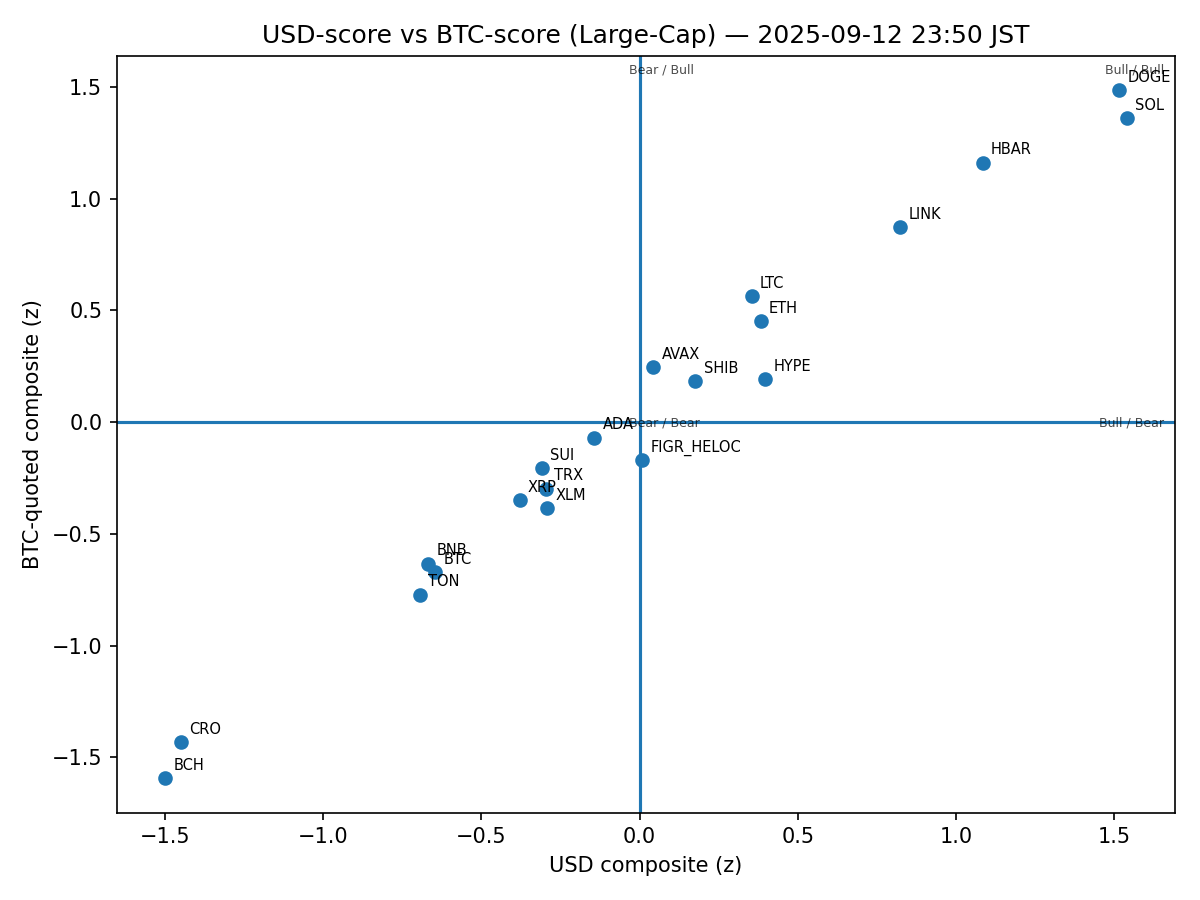 USD-score vs BTC-score (Large-Cap) — 2025-09-12 23:50 JST
Bear / Bull
Bull / Bull
DOGE
SOL
HBAR
LINK
LTC
ETH
AVAX
SHIB
HYPE
ADA
Bear / Bear
Bull / Bear
FIGR_HELOC
SUI
TRX
XRP
XLM
BNB
BTC
TON
CRO
BCH
1.5
1.0
0.5
0.0
−0.5
−1.0
−1.5
BTC-quoted composite (z)
−1.5 −1.0 −0.5 0.0 0.5 1.0 1.5
USD composite (z)